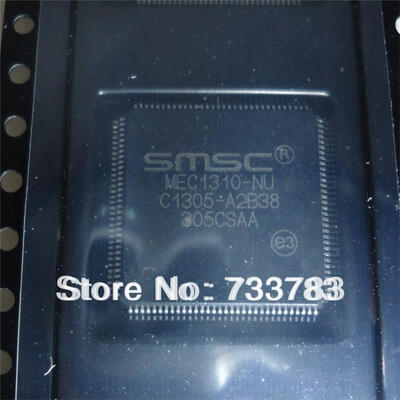 SMSC®
MEC1310-NU
C1305-A2B38
305CSAA
e3
Store No: 733783